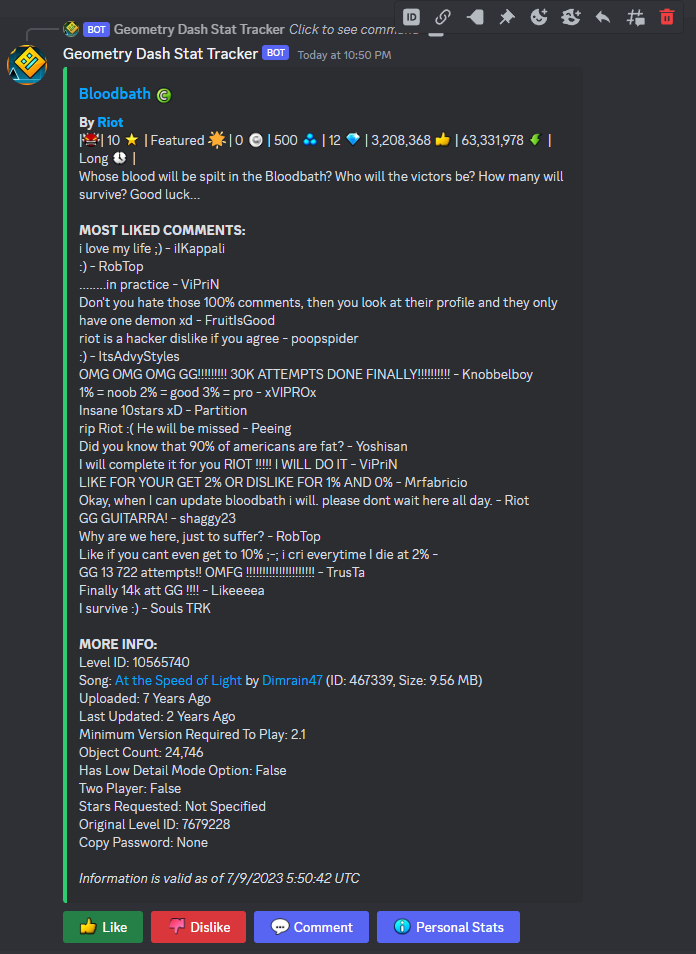 ID
BOT Geometry Dash Stat Tracker Click to see
Geometry Dash Stat Tracker BOT Today at 10:50 PM
Bloodbath
By Riot
| | 10 | Featured | 0 | 500 | 12 | 3,208,368 | 63,331,978 |
Long |
Whose blood will be spilt in the Bloodbath? Who will the victors be? How many will
survive? Good luck...
MOST LIKED COMMENTS:
i love my life ;) - iIKappaIi
:) - RobTop
........in practice - ViPriN
Don't you hate those 100% comments, then you look at their profile and they only
have one demon xd - FruitIsGood
riot is a hacker dislike if you agree - poopspider
:) - ItsAdvyStyles
OMG OMG OMG GG!!!!!!!!! 30K ATTEMPTS DONE FINALLY!!!!!!!!!! - Knobbelboy
1% = noob 2% = good 3% = pro - xVIPROx
Insane 10stars xD - Partition
rip Riot :( He will be missed - Peeing
Did you know that 90% of americans are fat? - Yoshisan
I will complete it for you RIOT !!!!! I WILL DO IT - ViPriN
LIKE FOR YOUR GET 2% OR DISLIKE FOR 1% AND 0% - Mrfabricio
Okay, when I can update bloodbath i will. please dont wait here all day. - Riot
GG GUITARRA! - shaggy23
Why are we here, just to suffer? - RobTop
Like if you cant even get to 10% ;-; i cri everytime I die at 2% -
GG 13 722 attempts!! OMFG !!!!!!!!!!!!!!!!!!!!! - TrusTa
Finally 14k att GG !!!! - Likeeeea
I survive :) - Souls TRK
MORE INFO:
Level ID: 10565740
Song: At the Speed of Light by Dimrain47 (ID: 467339, Size: 9.56 MB)
Uploaded: 7 Years Ago
Last Updated: 2 Years Ago
Minimum Version Required To Play: 2.1
Object Count: 24,746
Has Low Detail Mode Option: False
Two Player: False
Stars Requested: Not Specified
Original Level ID: 7679228
Copy Password: None
Information is valid as of 7/9/2023 5:50:42 UTC
Like Dislike Comment Personal Stats